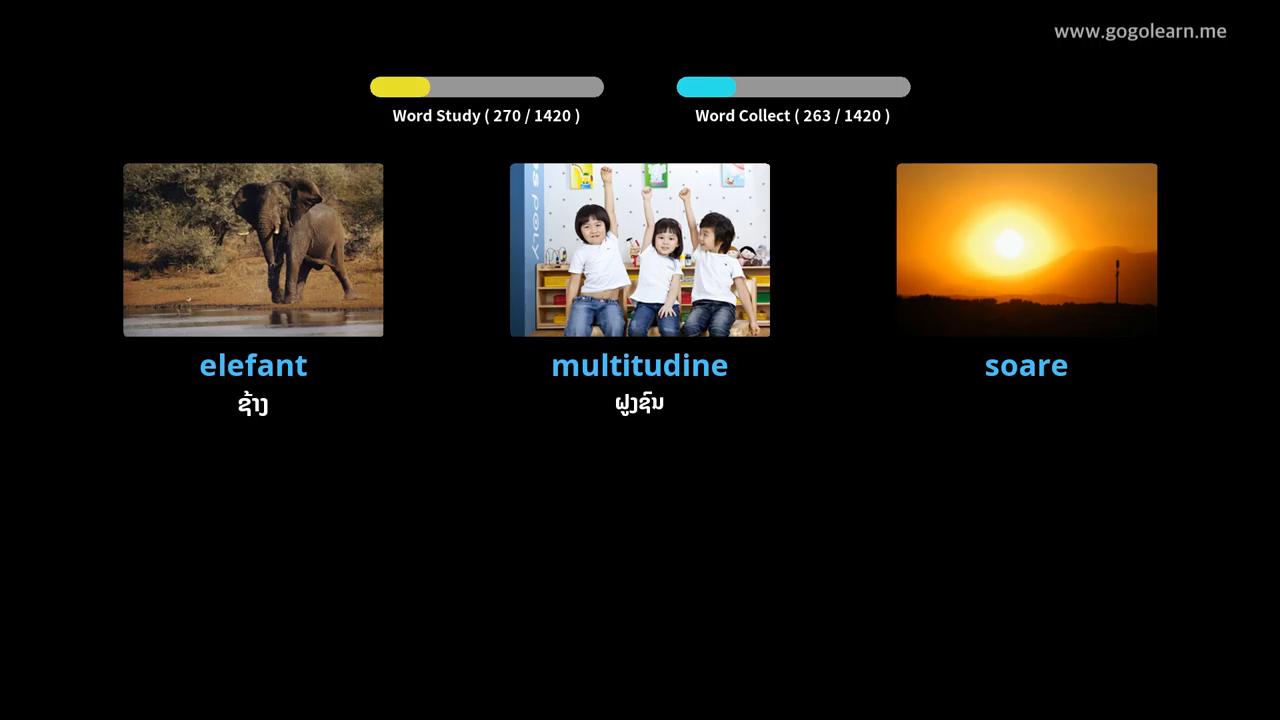 www.gogolearn.me
Word Study ( 270 / 1420 )
Word Collect ( 263 / 1420 )
elefant
ຊ້າງ
multitudine
ຝູງຊົນ
soare